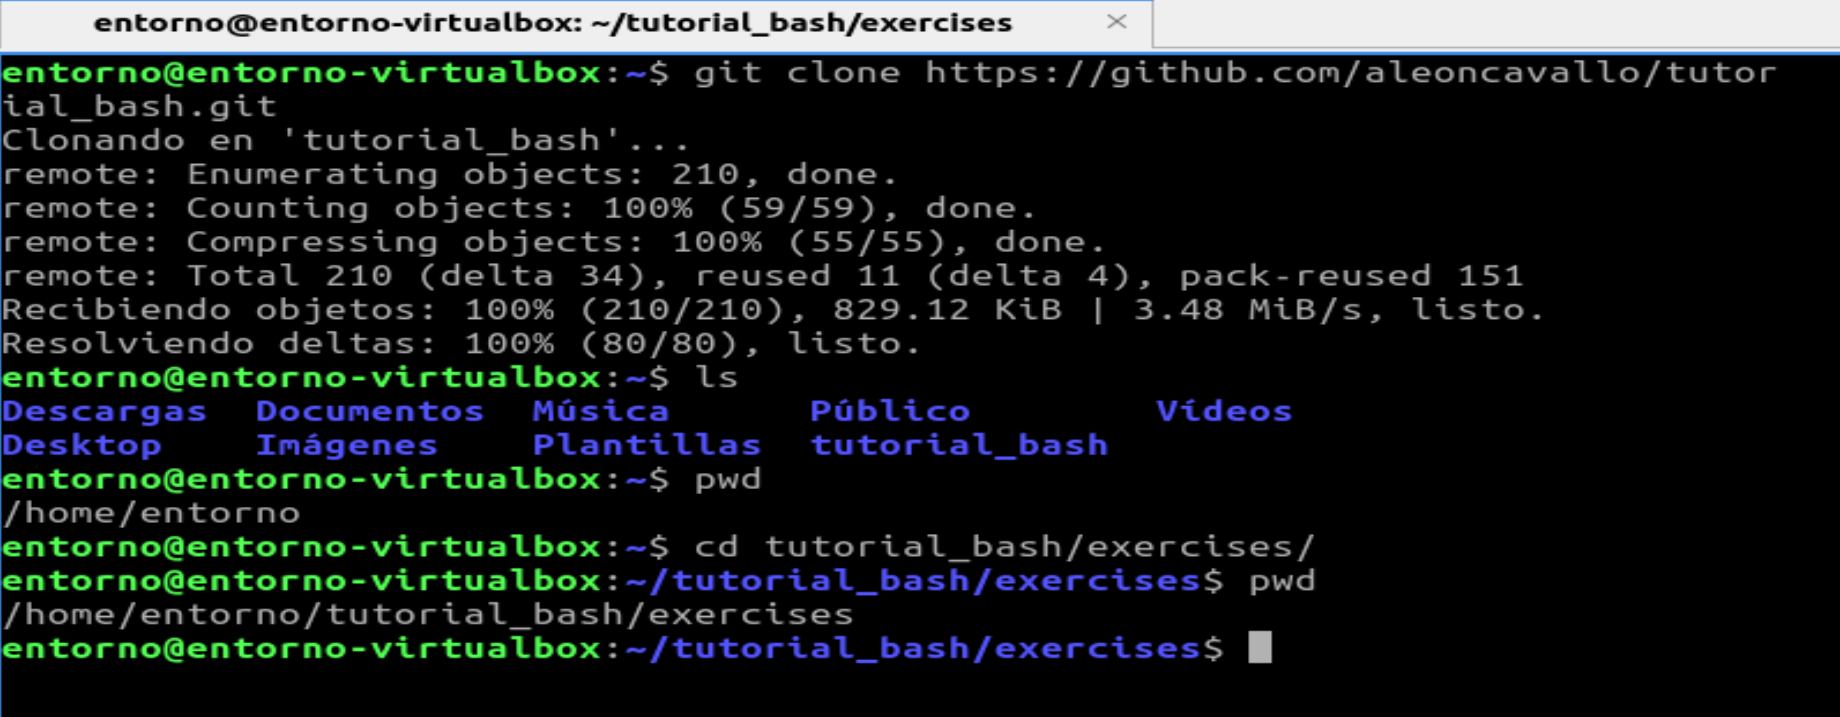 entorno@entorno-virtualbox: ~/tutorial_bash/exercises ×
entorno@entorno-virtualbox:~$ git clone https://github.com/aleoncavallo/tutor
ial_bash.git
Clonando en 'tutorial_bash'...
remote: Enumerating objects: 210, done.
remote: Counting objects: 100% (59/59), done.
remote: Compressing objects: 100% (55/55), done.
remote: Total 210 (delta 34), reused 11 (delta 4), pack-reused 151
Recibiendo objetos: 100% (210/210), 829.12 KiB | 3.48 MiB/s, listo.
Resolviendo deltas: 100% (80/80), listo.
entorno@entorno-virtualbox:~$ ls
Descargas  Documentos  Música      Público        Vídeos
Desktop    Imágenes    Plantillas  tutorial_bash
entorno@entorno-virtualbox:~$ pwd
/home/entorno
entorno@entorno-virtualbox:~$ cd tutorial_bash/exercises/
entorno@entorno-virtualbox:~/tutorial_bash/exercises$ pwd
/home/entorno/tutorial_bash/exercises
entorno@entorno-virtualbox:~/tutorial_bash/exercises$